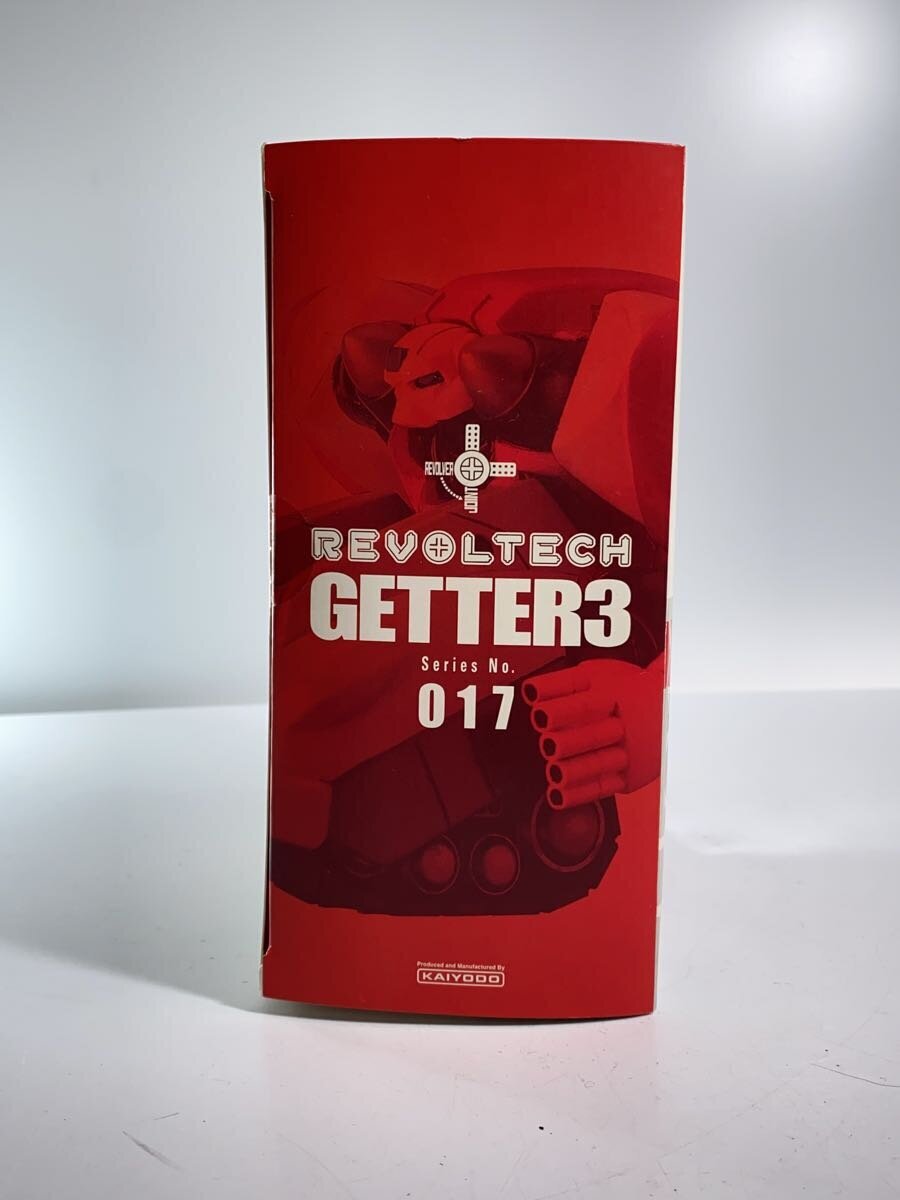 REVOLVER
JOINT
REVOLTECH
GETTER3
Series No.
017
Produced and Manufactured By
KAIYODO